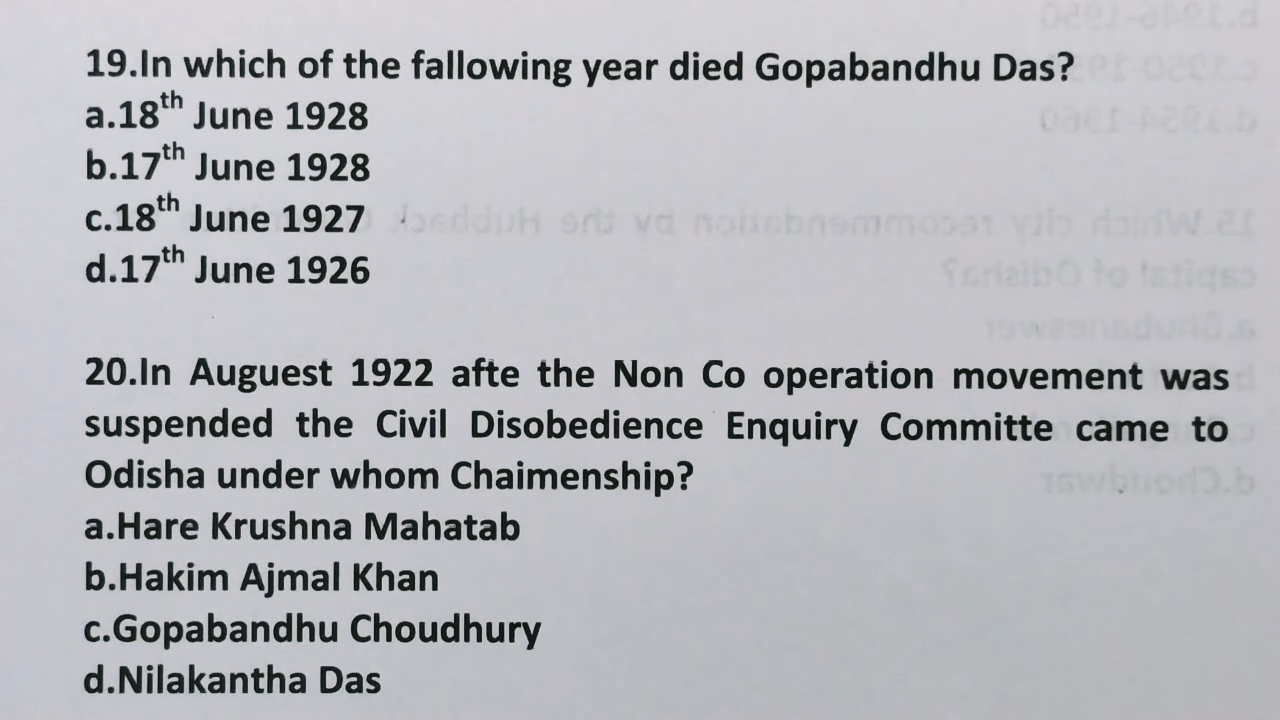 19.In which of the fallowing year died Gopabandhu Das?
a.18th June 1928
b.17th June 1928
c.18th June 1927
d.17th June 1926
20.In Auguest 1922 afte the Non Co operation movement was
suspended the Civil Disobedience Enquiry Committe came to
Odisha under whom Chaimenship?
a.Hare Krushna Mahatab
b.Hakim Ajmal Khan
c.Gopabandhu Choudhury
d.Nilakantha Das